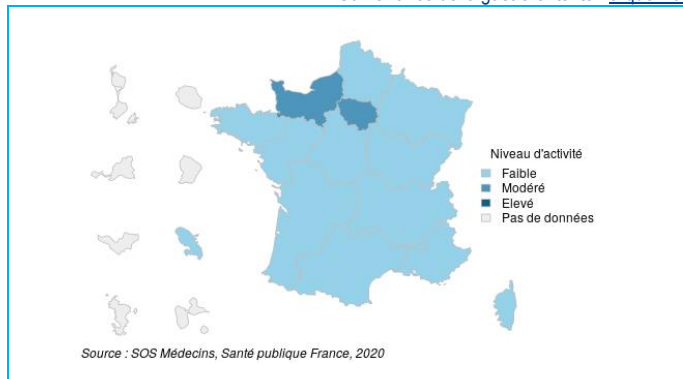 Niveau d'activité
Faible
Modéré
Elevé
Pas de données
Source : SOS Médecins, Santé publique France, 2020